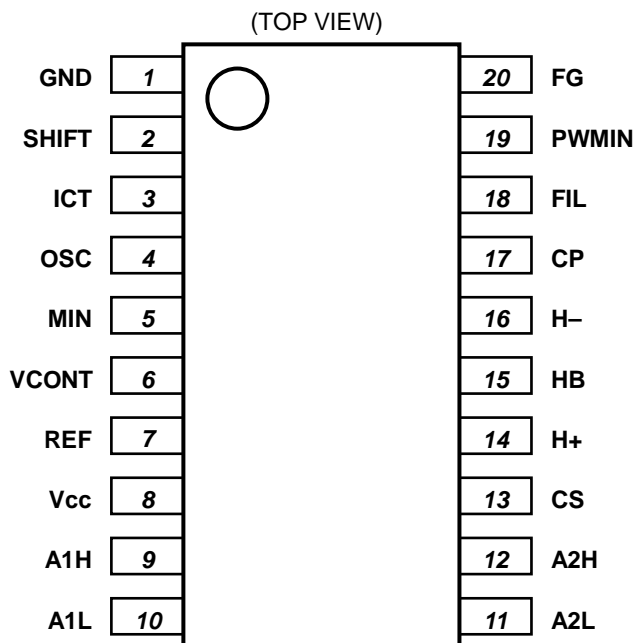 (TOP VIEW)
GND 1 20 FG
SHIFT 2 19 PWMIN
ICT 3 18 FIL
OSC 4 17 CP
MIN 5 16 H–
VCONT 6 15 HB
REF 7 14 H+
Vcc 8 13 CS
A1H 9 12 A2H
A1L 10 11 A2L